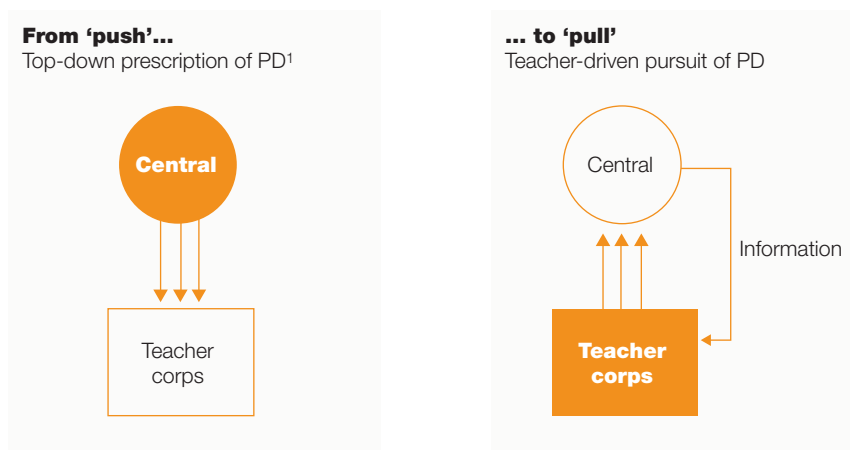 From ‘push’...
Top-down prescription of PD¹
Central
Teacher
corps
... to ‘pull’
Teacher-driven pursuit of PD
Central
Information
Teacher
corps